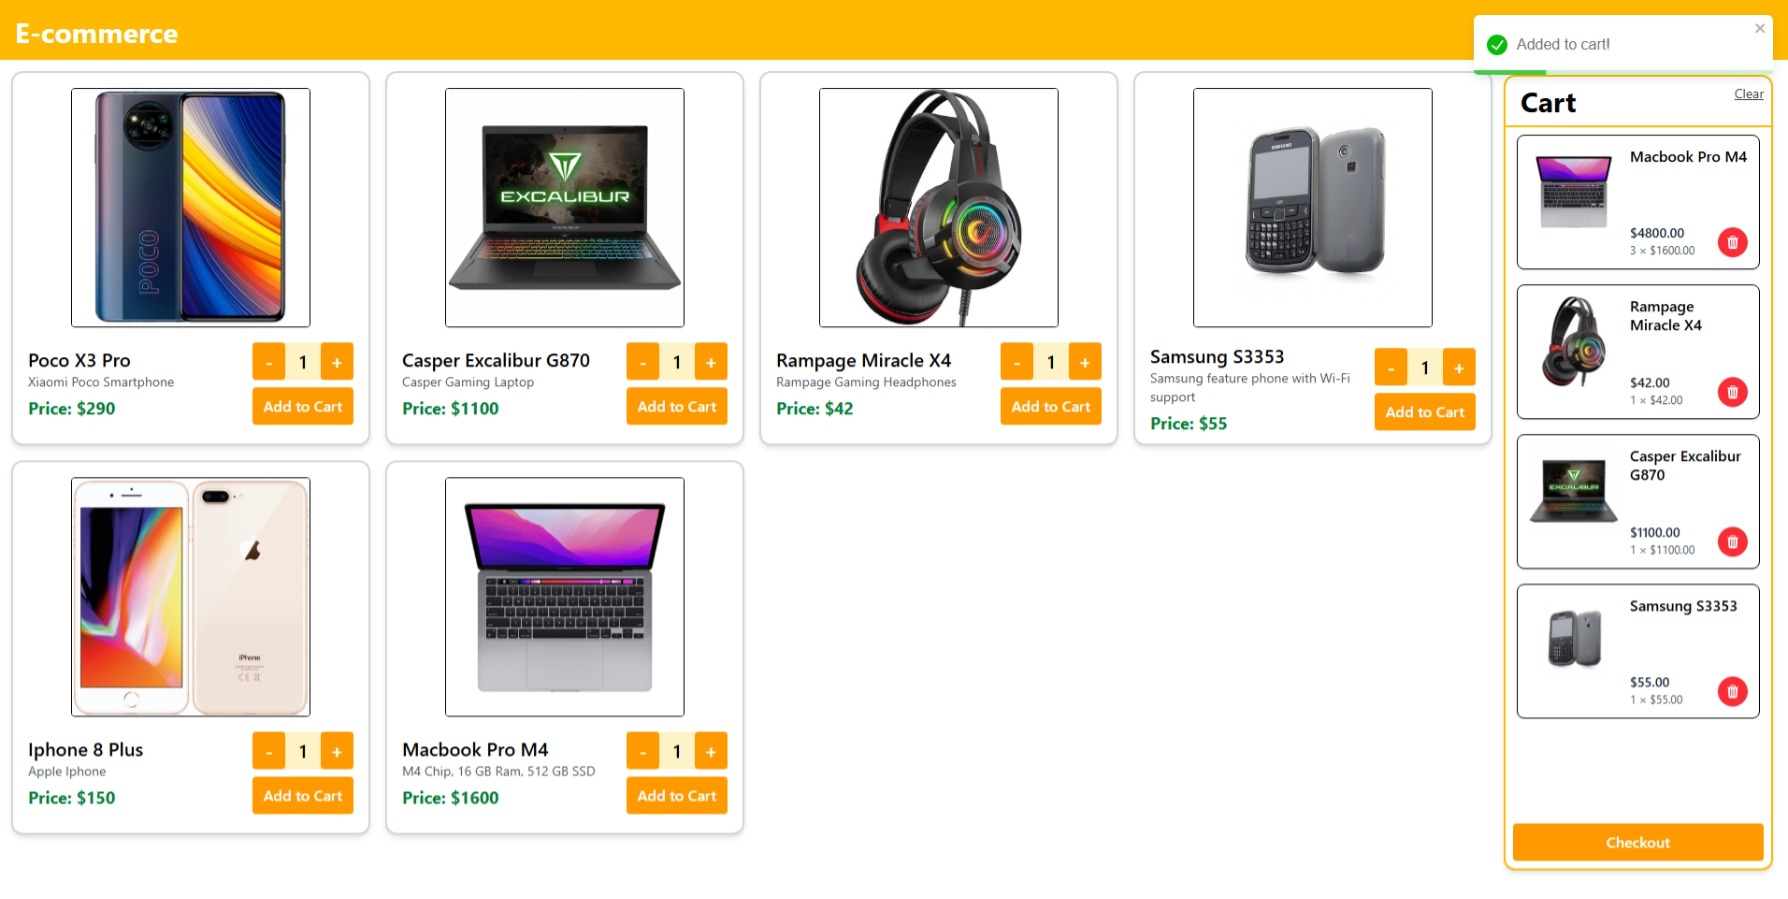 E-commerce
Added to cart!
POCO
Poco X3 Pro
Xiaomi Poco Smartphone
Price: $290
- 1 +
Add to Cart
EXCALIBUR
Casper Excalibur G870
Casper Gaming Laptop
Price: $1100
- 1 +
Add to Cart
Rampage Miracle X4
Rampage Gaming Headphones
Price: $42
- 1 +
Add to Cart
SAMSUNG
Samsung S3353
Samsung feature phone with Wi-Fi
support
Price: $55
- 1 +
Add to Cart
iPhone
Iphone 8 Plus
Apple Iphone
Price: $150
- 1 +
Add to Cart
Macbook Pro M4
M4 Chip, 16 GB Ram, 512 GB SSD
Price: $1600
- 1 +
Add to Cart
Cart
Clear
Macbook Pro M4
$4800.00
3 × $1600.00
Rampage
Miracle X4
$42.00
1 × $42.00
Casper Excalibur
G870
EXCALIBUR
$1100.00
1 × $1100.00
Samsung S3353
$55.00
1 × $55.00
Checkout